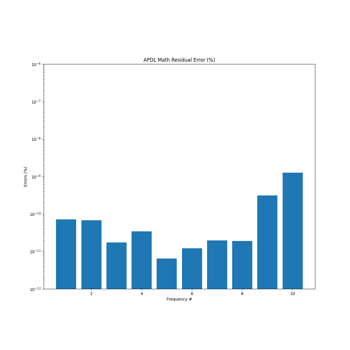 APDL Math Residual Error (%)
10⁻⁶
10⁻⁷
10⁻⁸
10⁻⁹
10⁻¹⁰
10⁻¹¹
10⁻¹²
Errors (%)
2 4 6 8 10
Frequency #